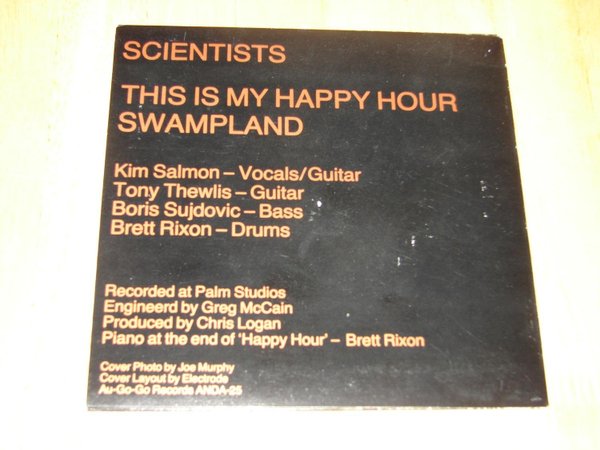 SCIENTISTS
THIS IS MY HAPPY HOUR
SWAMPLAND
Kim Salmon – Vocals/Guitar
Tony Thewlis – Guitar
Boris Sujdovic – Bass
Brett Rixon – Drums
Recorded at Palm Studios
Engineerd by Greg McCain
Produced by Chris Logan
Piano at the end of 'Happy Hour' – Brett Rixon
Cover Photo by Joe Murphy
Cover Layout by Electrode
Au-Go-Go Records ANDA-25